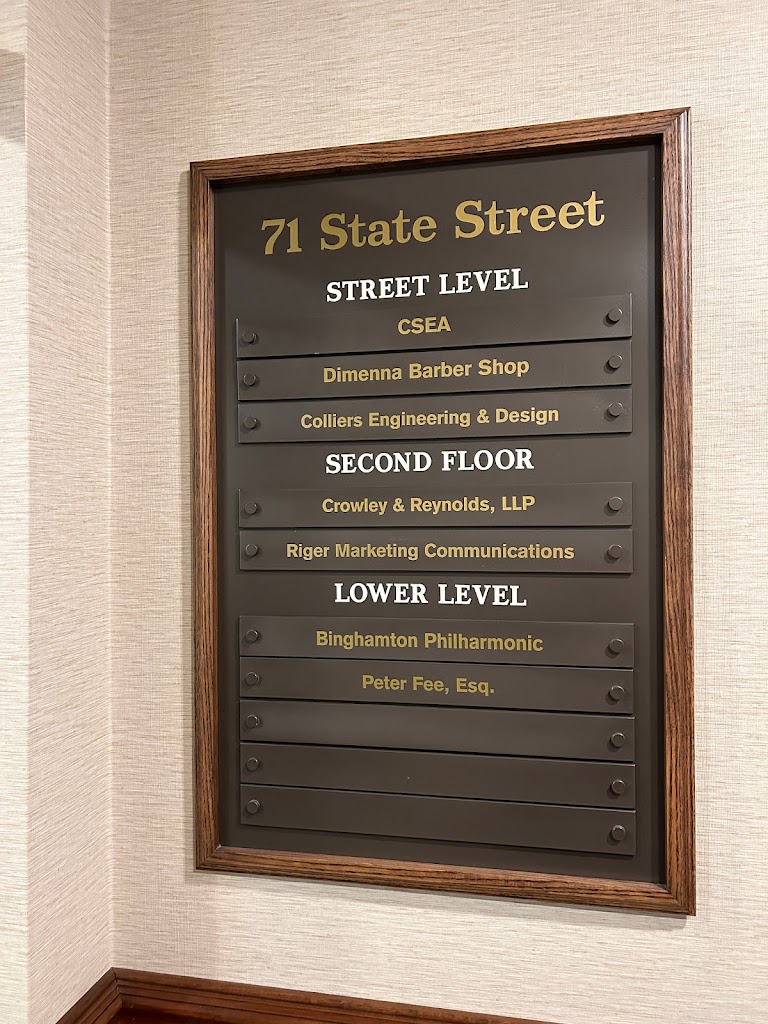 71 State Street
STREET LEVEL
CSEA
Dimenna Barber Shop
Colliers Engineering & Design
SECOND FLOOR
Crowley & Reynolds, LLP
Riger Marketing Communications
LOWER LEVEL
Binghamton Philharmonic
Peter Fee, Esq.